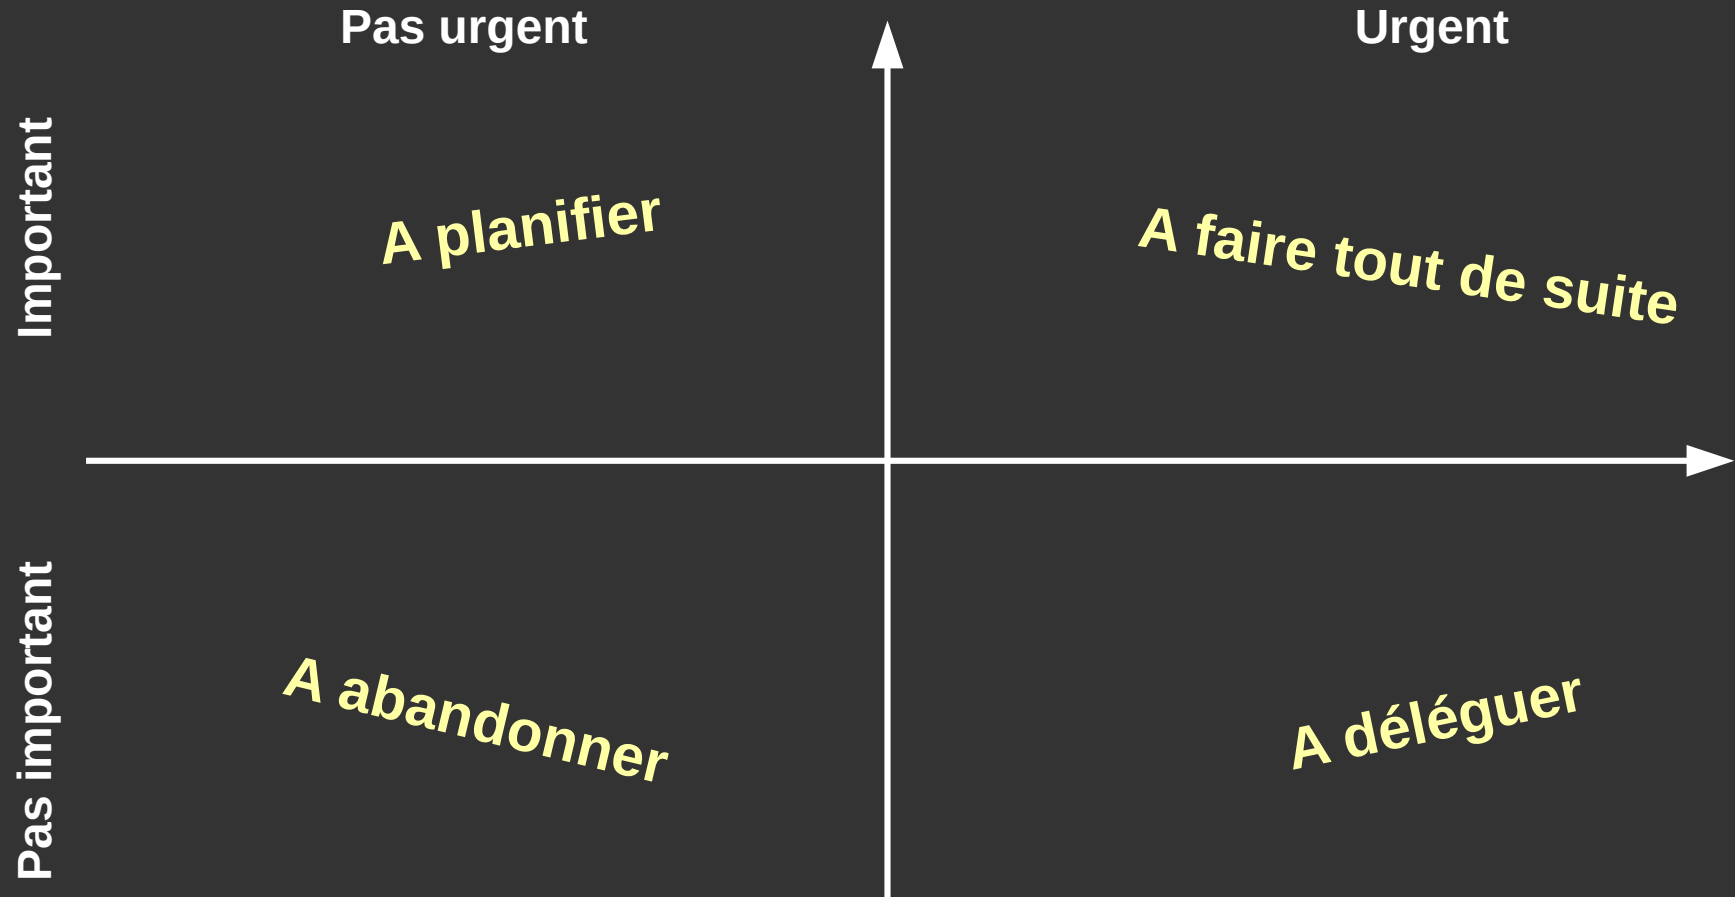 Pas urgent
Urgent
Important
A planifier
A faire tout de suite
Pas important
A abandonner
A déléguer